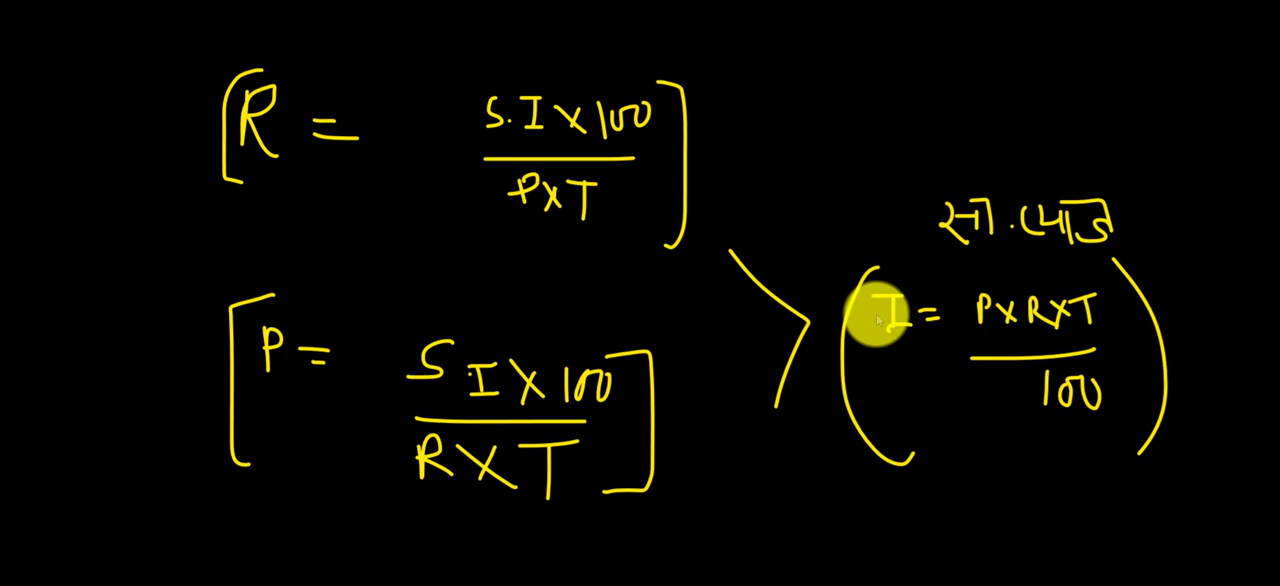 R = S.I X 100
P X T
P = S.I X 100
R X T
सा.ब्याज
I = P X R X T
100